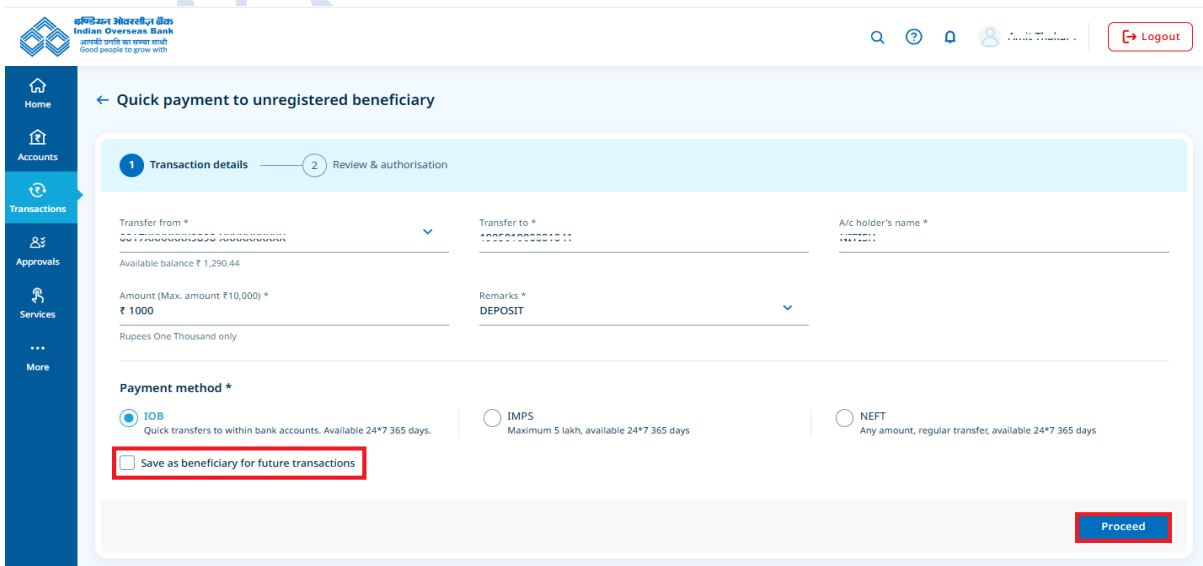 इण्डियन ओवरसीज़ बैंक
Indian Overseas Bank
आपकी प्रगति का सच्चा साथी
Good people to grow with
Logout
Home
Accounts
Transactions
Approvals
Services
More
← Quick payment to unregistered beneficiary
1 Transaction details 2 Review & authorisation
Transfer from * Transfer to * A/c holder's name *
Available balance ₹ 1,290.44
Amount (Max. amount ₹10,000) * Remarks *
₹ 1000 DEPOSIT
Rupees One Thousand only
Payment method *
IOB IMPS NEFT
Quick transfers to within bank accounts. Available 24*7 365 days. Maximum 5 lakh, available 24*7 365 days Any amount, regular transfer, available 24*7 365 days
Save as beneficiary for future transactions
Proceed